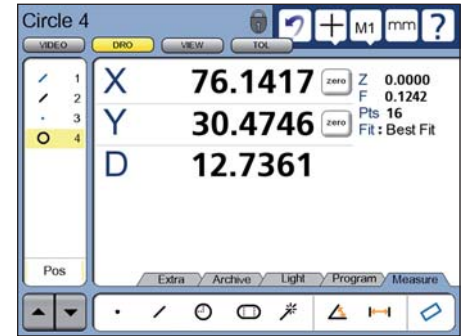 Circle 4
M1 mm ?
VIDEO DRO VIEW TOL
1
2
3
4
X 76.1417 zero
Y 30.4746 zero
D 12.7361
Z 0.0000
F 0.1242
Pts 16
Fit: Best Fit
Pos
Extra Archive Light Program Measure